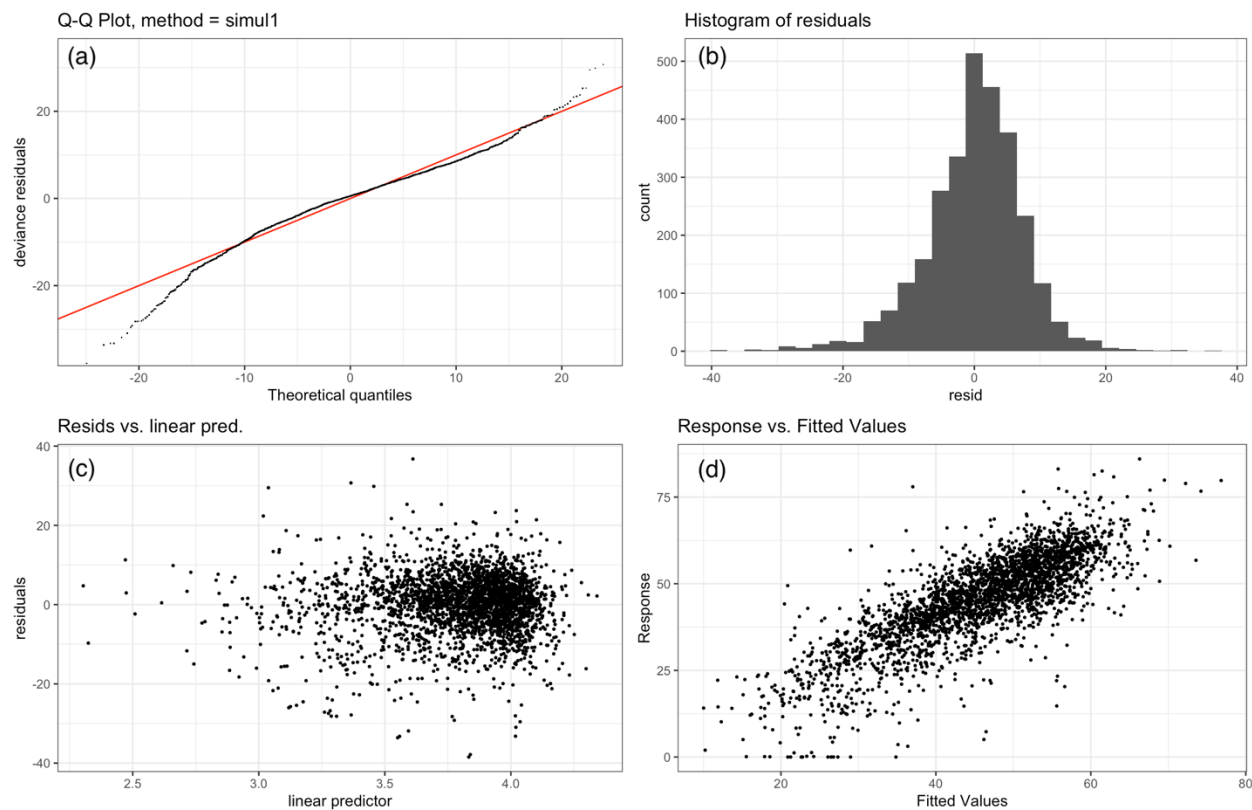 Q-Q Plot, method = simul1
(a)
deviance residuals
20
0
-20
-20
-10
0
10
20
Theoretical quantiles
Histogram of residuals
(b)
count
500
400
300
200
100
0
-40
-20
0
20
40
resid
Resids vs. linear pred.
(c)
residuals
40
20
0
-20
-40
2.5
3.0
3.5
4.0
linear predictor
Response vs. Fitted Values
(d)
Response
75
50
25
0
20
40
60
80
Fitted Values